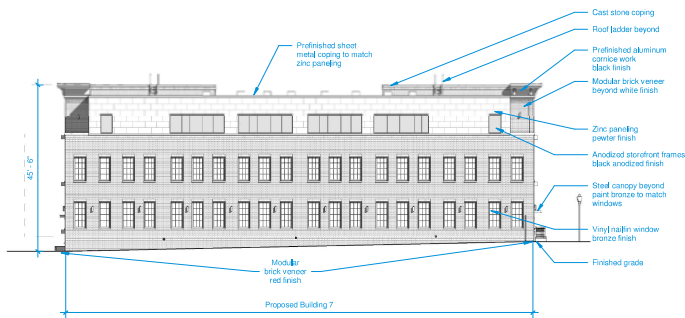 Cast stone coping
Roof ladder beyond
Prefinished sheet
metal coping to match
zinc paneling
Prefinished aluminum
cornice work
black finish
Modular brick veneer
beyond white finish
Zinc paneling
pewter finish
Anodized storefront frames
black anodized finish
45' - 6"
Steel canopy beyond
paint bronze to match
windows
Vinyl nailfin window
bronze finish
Modular
brick veneer
red finish
Finished grade
Proposed Building 7